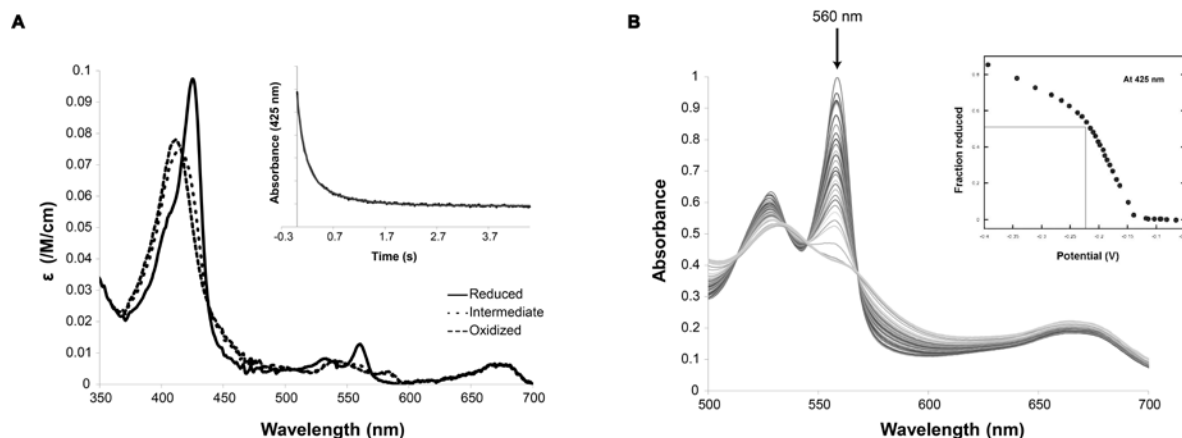 A
0.1
0.09
0.08
0.07
0.06
0.05
0.04
0.03
0.02
0.01
0
ε (/M/cm)
350 400 450 500 550 600 650 700
Wavelength (nm)
Absorbance (425 nm)
-0.3 0.7 1.7 2.7 3.7
Time (s)
Reduced
Intermediate
Oxidized
B
560 nm
1
0.9
0.8
0.7
0.6
0.5
0.4
0.3
0.2
0.1
Absorbance
500 550 600 650 700
Wavelength (nm)
At 425 nm
Fraction reduced
Potential (V)